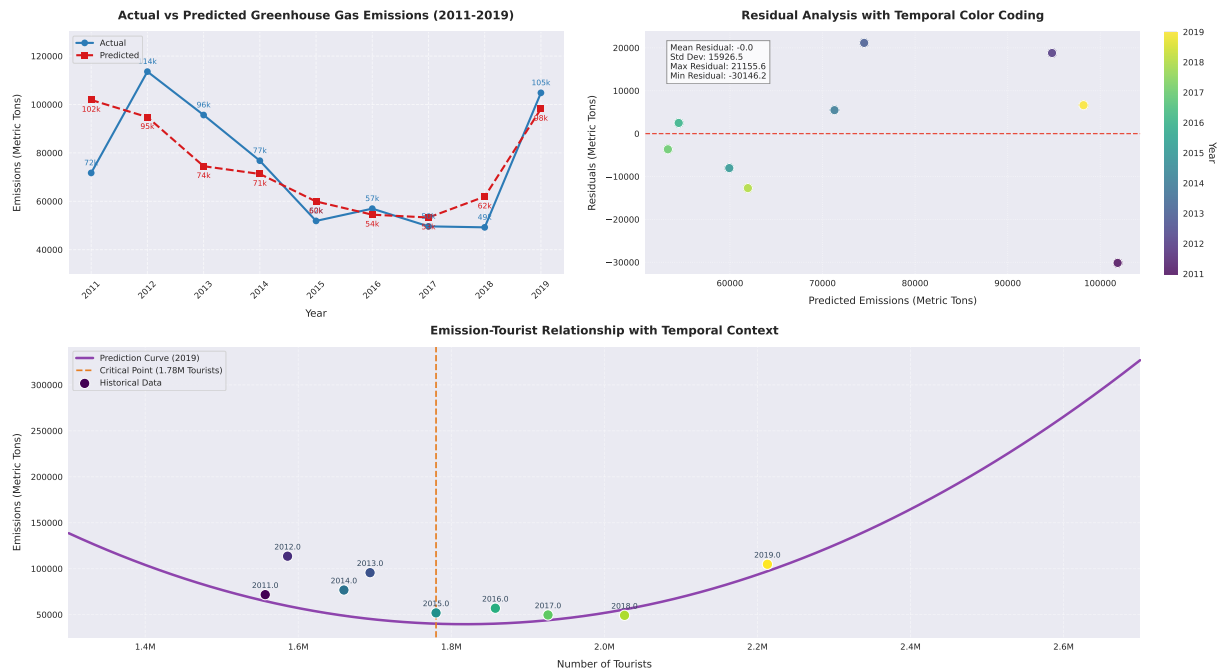 Actual vs Predicted Greenhouse Gas Emissions (2011-2019)
Emissions (Metric Tons)
120000
100000
80000
60000
40000
Actual
Predicted
72k
114k
96k
77k
52k
57k
49k
105k
102k
95k
74k
71k
60k
54k
53k
62k
98k
2011
2012
2013
2014
2015
2016
2017
2018
2019
Year
Residual Analysis with Temporal Color Coding
Residuals (Metric Tons)
20000
10000
0
−10000
−20000
−30000
Mean Residual: -0.0
Std Dev: 15926.5
Max Residual: 21155.6
Min Residual: -30146.2
60000
70000
80000
90000
100000
Predicted Emissions (Metric Tons)
2019
2018
2017
2016
2015
2014
2013
2012
2011
Year
Emission-Tourist Relationship with Temporal Context
Emissions (Metric Tons)
300000
250000
200000
150000
100000
50000
Prediction Curve (2019)
Critical Point (1.78M Tourists)
Historical Data
2011.0
2012.0
2013.0
2014.0
2015.0
2016.0
2017.0
2018.0
2019.0
1.4M
1.6M
1.8M
2.0M
2.2M
2.4M
2.6M
Number of Tourists